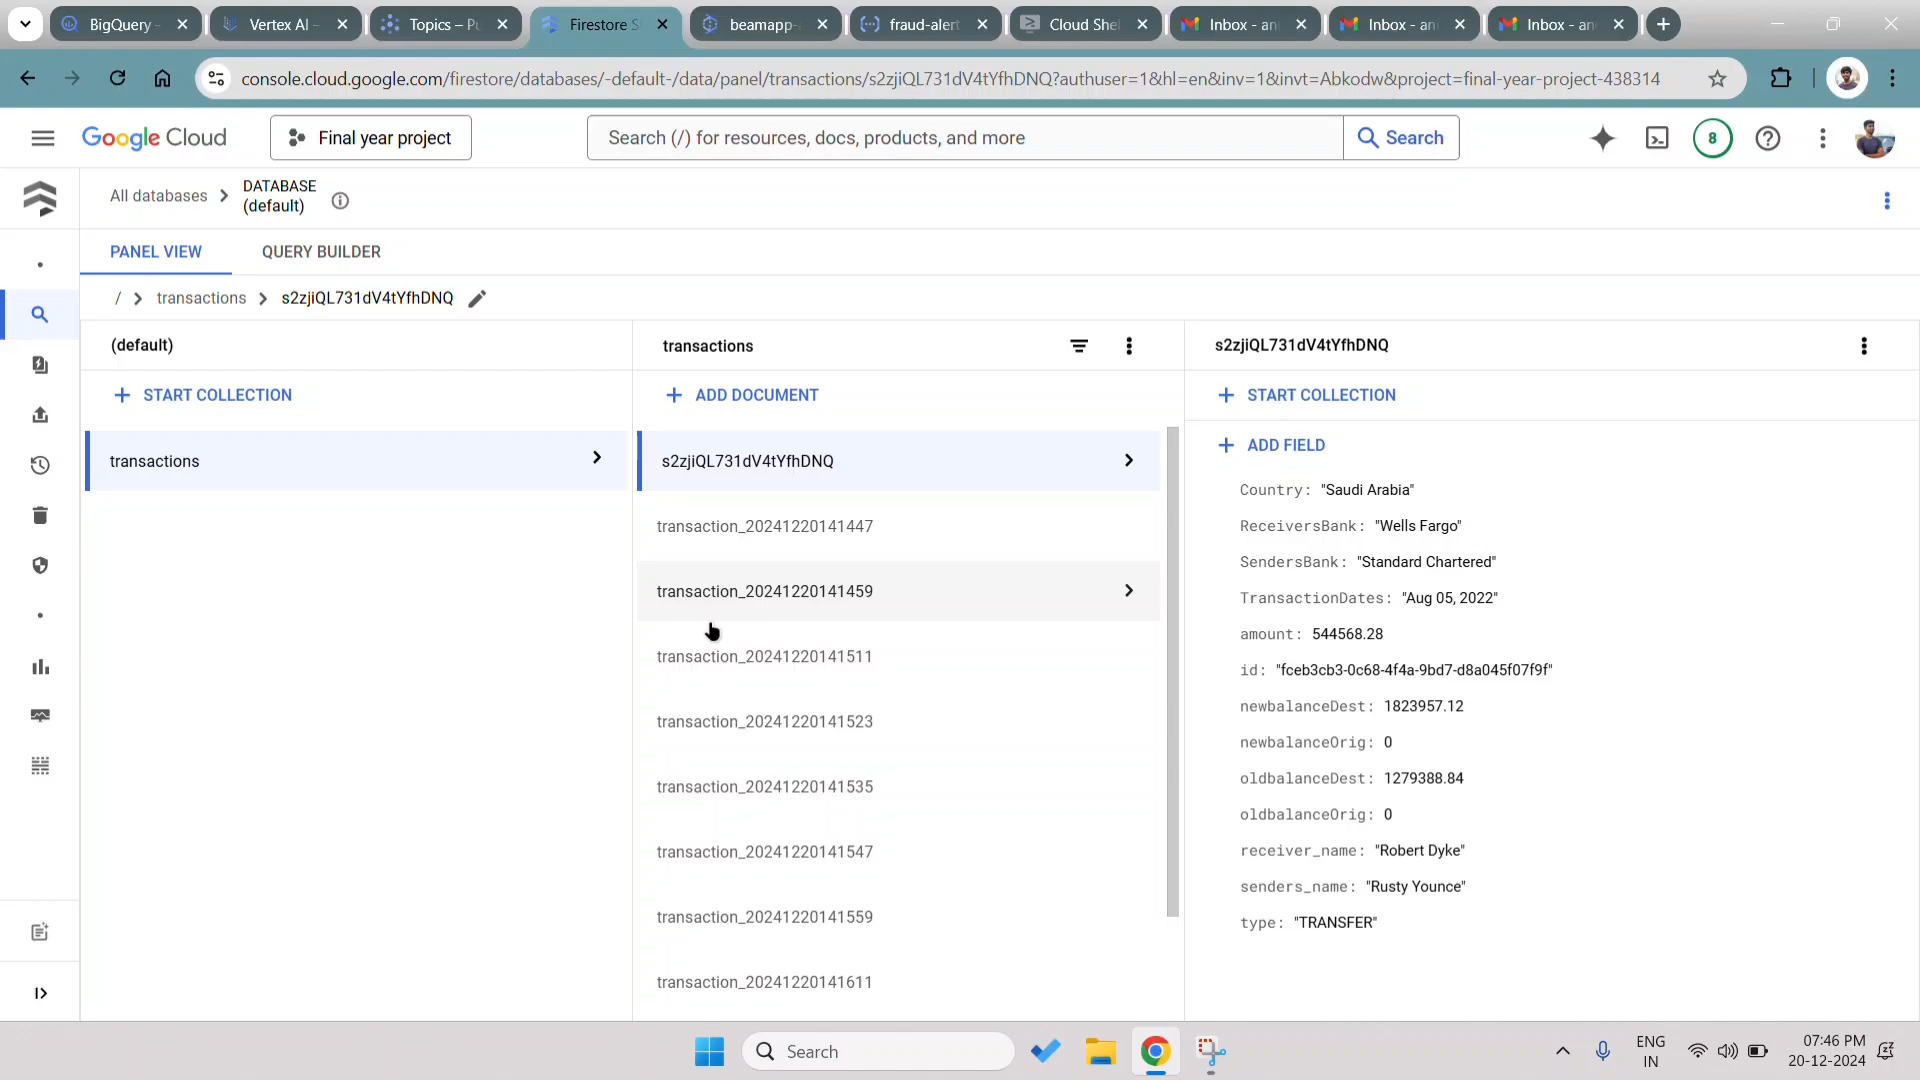 BigQuery -
Vertex AI -
Topics – Pu
Firestore S
beamapp-
fraud-alert
Cloud Shel
Inbox - an
Inbox - an
Inbox - an
console.cloud.google.com/firestore/databases/-default-/data/panel/transactions/s2zjiQL731dV4tYfhDNQ?authuser=1&hl=en&inv=1&invt=Abkodw&project=final-year-project-438314
Google Cloud
Final year project
Search (/) for resources, docs, products, and more
Search
8
All databases
DATABASE
(default)
PANEL VIEW
QUERY BUILDER
/ > transactions > s2zjiQL731dV4tYfhDNQ
(default)
START COLLECTION
transactions
transactions
ADD DOCUMENT
s2zjiQL731dV4tYfhDNQ
transaction_20241220141447
transaction_20241220141459
transaction_20241220141511
transaction_20241220141523
transaction_20241220141535
transaction_20241220141547
transaction_20241220141559
transaction_20241220141611
s2zjiQL731dV4tYfhDNQ
START COLLECTION
ADD FIELD
Country: "Saudi Arabia"
ReceiversBank: "Wells Fargo"
SendersBank: "Standard Chartered"
TransactionDates: "Aug 05, 2022"
amount: 544568.28
id: "fceb3cb3-0c68-4f4a-9bd7-d8a045f07f9f"
newbalanceDest: 1823957.12
newbalanceOrig: 0
oldbalanceDest: 1279388.84
oldbalanceOrig: 0
receiver_name: "Robert Dyke"
senders_name: "Rusty Younce"
type: "TRANSFER"
Search
ENG
IN
07:46 PM
20-12-2024